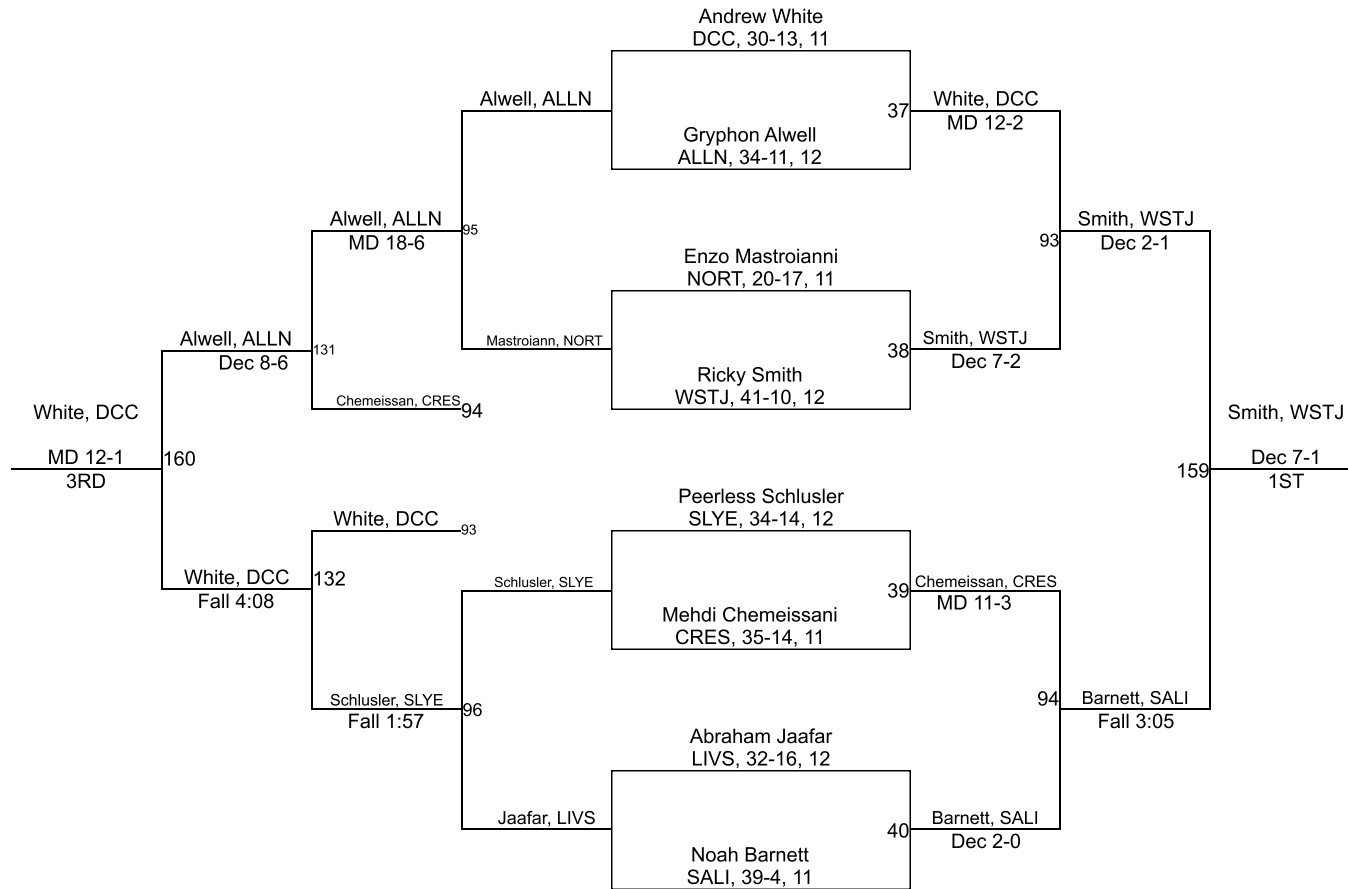 Andrew White
DCC, 30-13, 11
Alwell, ALLN
37
White, DCC
MD 12-2
Gryphon Alwell
ALLN, 34-11, 12
Alwell, ALLN
MD 18-6
95
Smith, WSTJ
Dec 2-1
93
Enzo Mastroianni
NORT, 20-17, 11
Alwell, ALLN
Dec 8-6
131
Mastroiann, NORT
38
Smith, WSTJ
Dec 7-2
Ricky Smith
WSTJ, 41-10, 12
Chemeissan, CRES
94
White, DCC
MD 12-1
3RD
160
Smith, WSTJ
Dec 7-1
1ST
159
Peerless Schlusler
SLYE, 34-14, 12
White, DCC
93
White, DCC
Fall 4:08
132
Schlusler, SLYE
39
Chemeissan, CRES
MD 11-3
Mehdi Chemeissani
CRES, 35-14, 11
Schlusler, SLYE
Fall 1:57
96
94
Barnett, SALI
Fall 3:05
Abraham Jaafar
LIVS, 32-16, 12
Jaafar, LIVS
40
Barnett, SALI
Dec 2-0
Noah Barnett
SALI, 39-4, 11